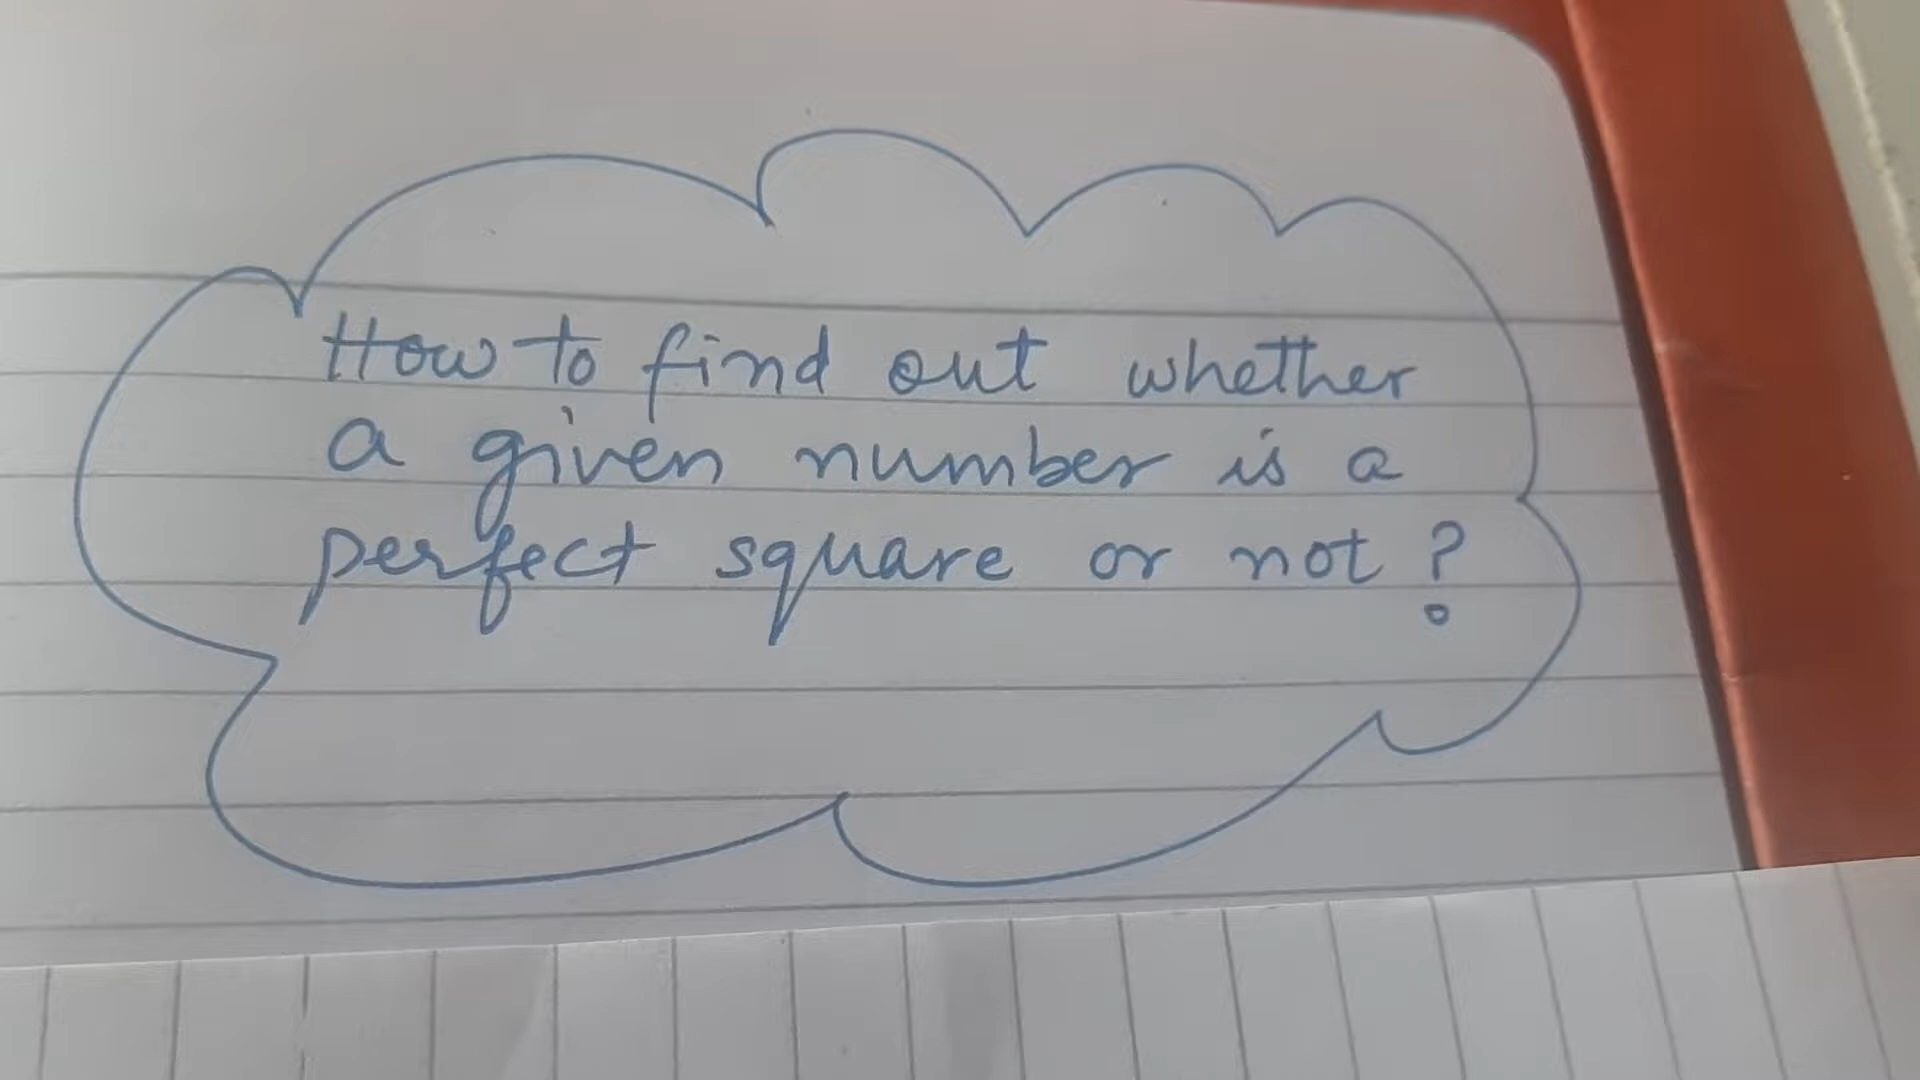 How to find out whether
a given number is a
perfect square or not ?